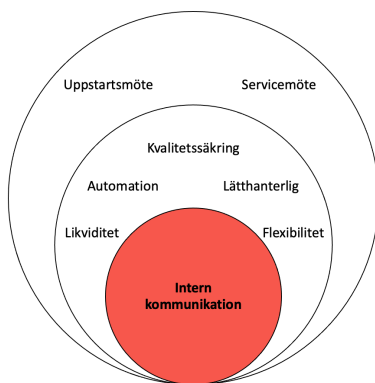 Uppstartsmöte Servicemöte
Kvalitetssäkring
Automation Lätthanterlig
Likviditet Flexibilitet
Intern
kommunikation